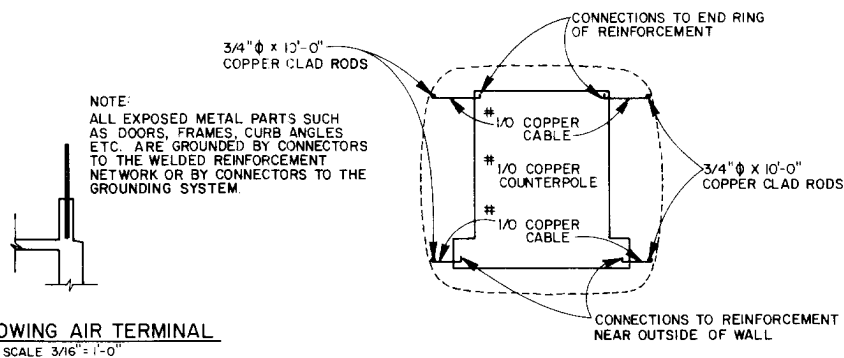 CONNECTIONS TO END RING
OF REINFORCEMENT
3/4"ϕ x 10'-0"
COPPER CLAD RODS
NOTE:
ALL EXPOSED METAL PARTS SUCH
AS DOORS, FRAMES, CURB ANGLES
ETC. ARE GROUNDED BY CONNECTORS
TO THE WELDED REINFORCEMENT
NETWORK OR BY CONNECTORS TO THE
GROUNDING SYSTEM.
# 1/0 COPPER
CABLE
# 1/0 COPPER
COUNTERPOLE
# 1/0 COPPER
CABLE
3/4"ϕ X 10'-0"
COPPER CLAD RODS
CONNECTIONS TO REINFORCEMENT
NEAR OUTSIDE OF WALL
OWING AIR TERMINAL
SCALE 3/16"=1'-0"